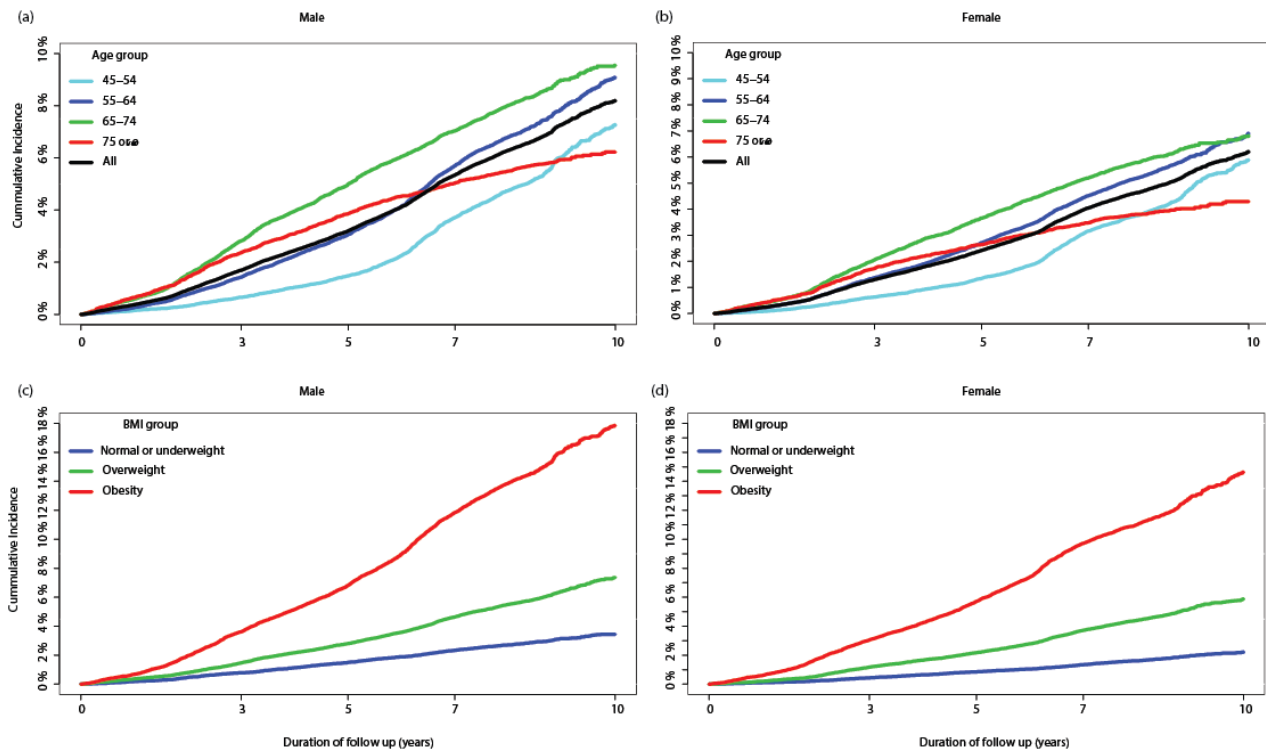 (a)
Male
Cummulative Incidence
10%
8%
6%
4%
2%
0%
Age group
45–54
55–64
65–74
75 or
All
0 3 5 7 10
(b)
Female
10%
9%
8%
7%
6%
5%
4%
3%
2%
1%
0%
Age group
45–54
55–64
65–74
75 or
All
0 3 5 7 10
(c)
Male
Cummulative Incidence
18%
16%
14%
12%
10%
8%
6%
4%
2%
0%
BMI group
Normal or underweight
Overweight
Obesity
0 3 5 7 10
Duration of follow up (years)
(d)
Female
18%
16%
14%
12%
10%
8%
6%
4%
2%
0%
BMI group
Normal or underweight
Overweight
Obesity
0 3 5 7 10
Duration of follow up (years)